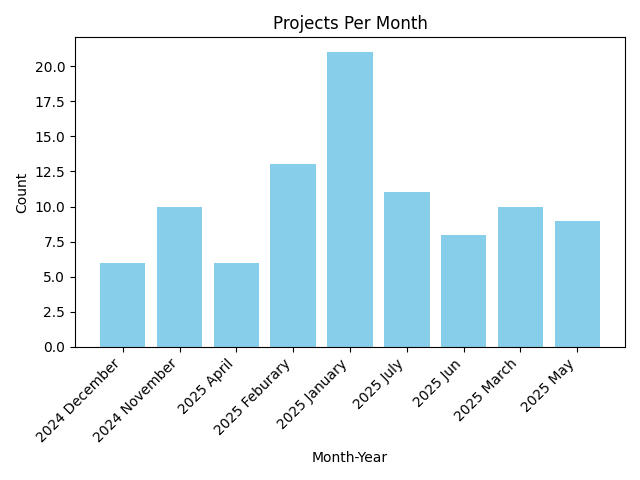 Projects Per Month
Count
20.0
17.5
15.0
12.5
10.0
7.5
5.0
2.5
0.0
2024 December
2024 November
2025 April
2025 Feburary
2025 January
2025 July
2025 Jun
2025 March
2025 May
Month-Year